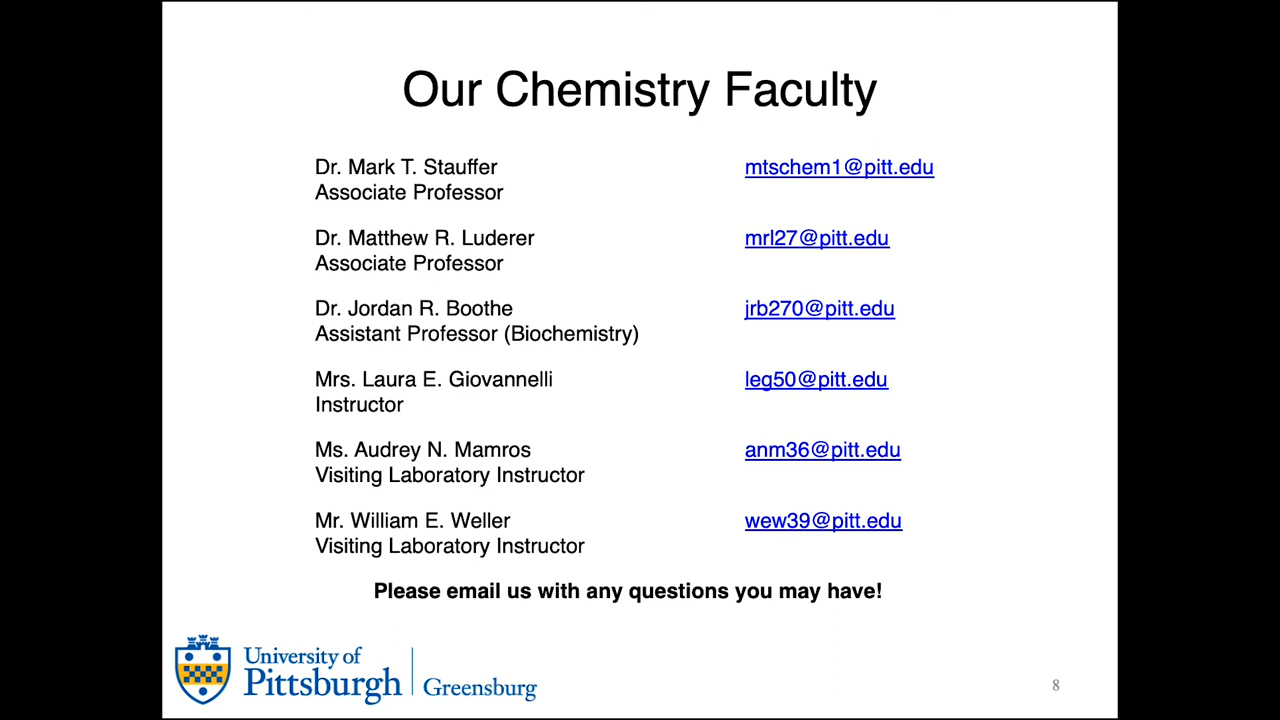 Our Chemistry Faculty
Dr. Mark T. Stauffer mtschem1@pitt.edu
Associate Professor
Dr. Matthew R. Luderer mrl27@pitt.edu
Associate Professor
Dr. Jordan R. Boothe jrb270@pitt.edu
Assistant Professor (Biochemistry)
Mrs. Laura E. Giovannelli leg50@pitt.edu
Instructor
Ms. Audrey N. Mamros anm36@pitt.edu
Visiting Laboratory Instructor
Mr. William E. Weller wew39@pitt.edu
Visiting Laboratory Instructor
Please email us with any questions you may have!
University of
Pittsburgh Greensburg
8